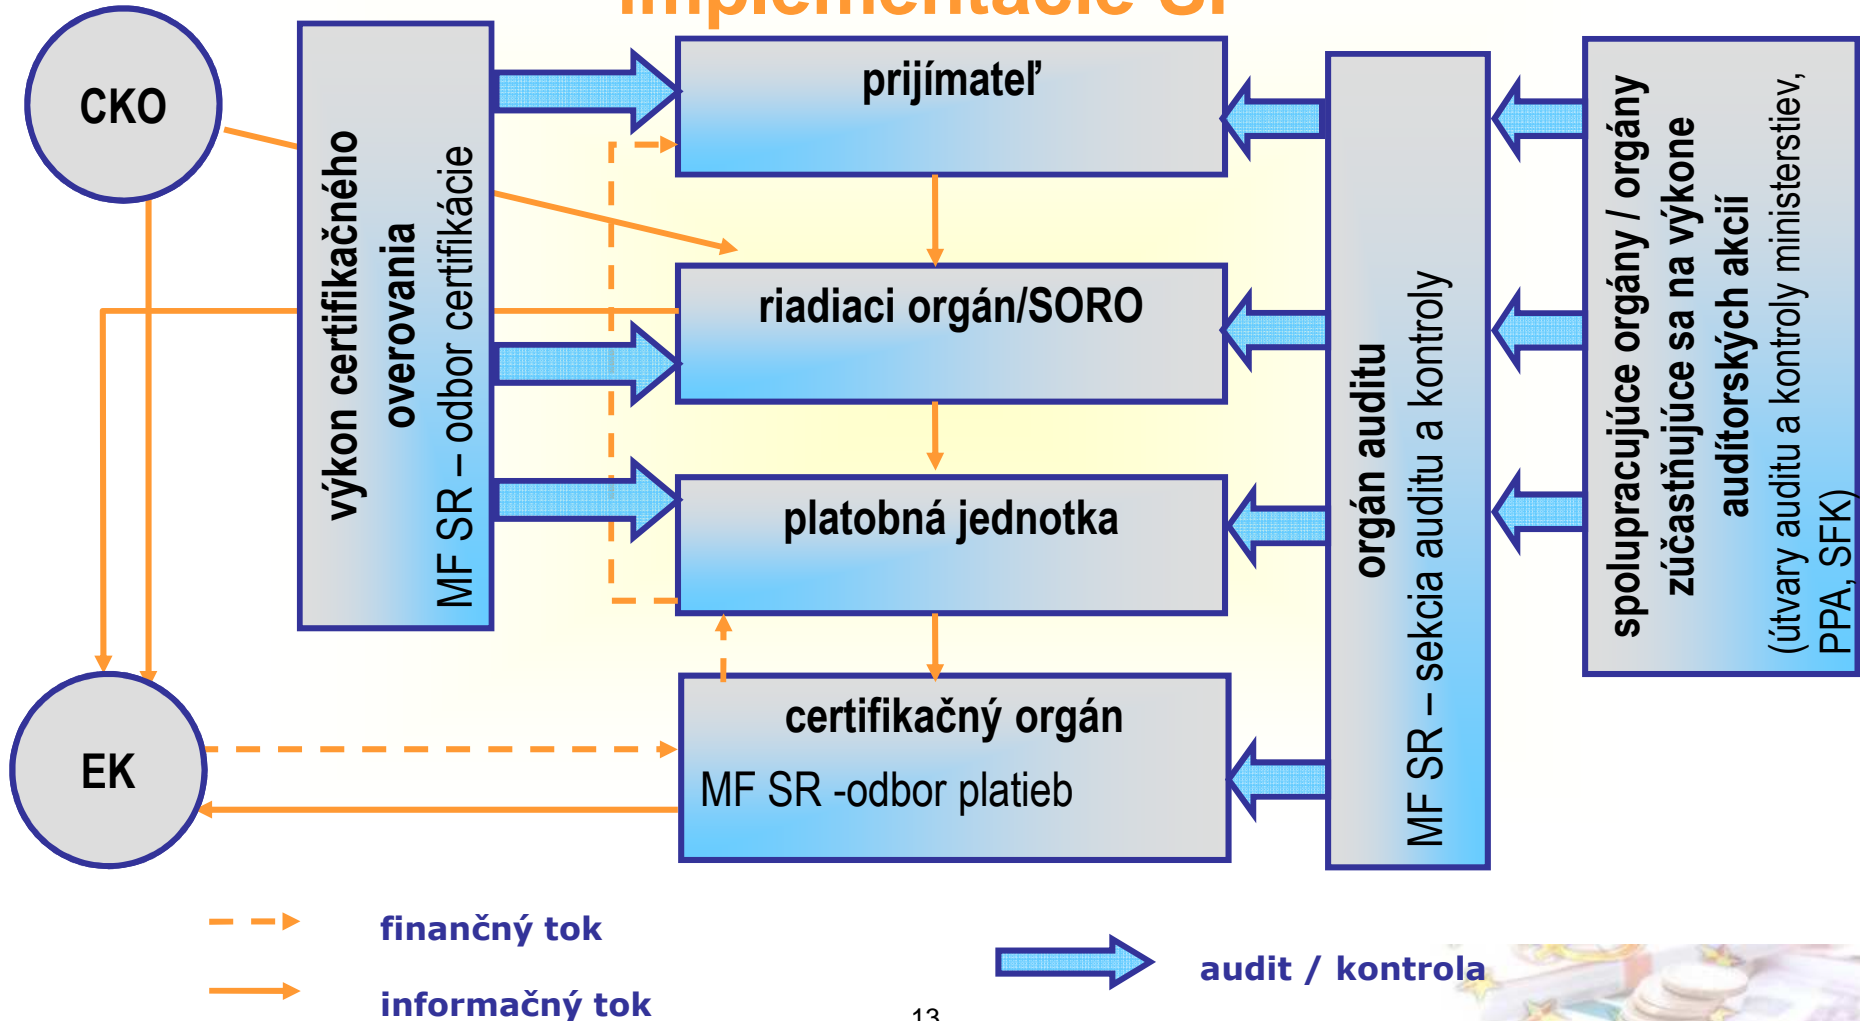 implementácie ŠF
CKO
výkon certifikačného
overovania
MF SR – odbor certifikácie
prijímateľ
riadiaci orgán/SORO
platobná jednotka
certifikačný orgán
MF SR -odbor platieb
orgán auditu
MF SR – sekcia auditu a kontroly
spolupracujúce orgány / orgány
zúčastňujúce sa na výkone
audítorských akcií
(útvary auditu a kontroly ministerstiev,
PPA, SFK)
EK
finančný tok
informačný tok
audit / kontrola
13